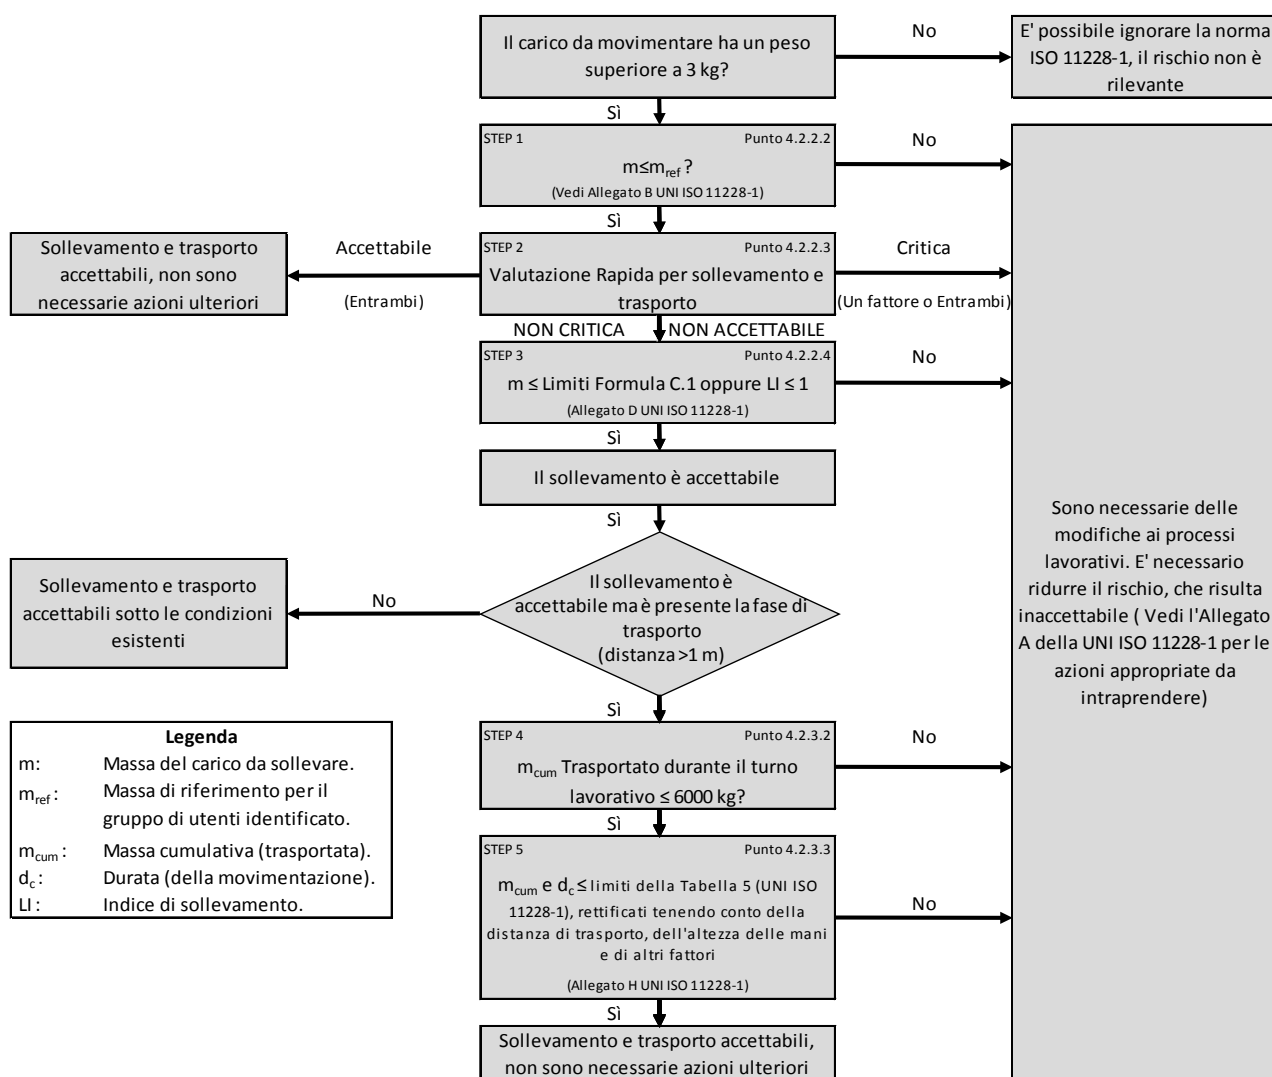 Il carico da movimentare ha un peso
superiore a 3 kg?
No
E' possibile ignorare la norma
ISO 11228-1, il rischio non è
rilevante
Sì
STEP 1 Punto 4.2.2.2
m≤mref ?
(Vedi Allegato B UNI ISO 11228-1)
No
Sì
Sollevamento e trasporto
accettabili, non sono
necessarie azioni ulteriori
Accettabile
(Entrambi)
STEP 2 Punto 4.2.2.3
Valutazione Rapida per sollevamento e
trasporto
Critica
(Un fattore o Entrambi)
NON CRITICA NON ACCETTABILE
STEP 3 Punto 4.2.2.4
m ≤ Limiti Formula C.1 oppure LI ≤ 1
(Allegato D UNI ISO 11228-1)
No
Sì
Il sollevamento è accettabile
Sì
Sollevamento e trasporto
accettabili sotto le condizioni
esistenti
No
Il sollevamento è
accettabile ma è presente la fase di
trasporto
(distanza >1 m)
Sono necessarie delle
modifiche ai processi
lavorativi. E' necessario
ridurre il rischio, che risulta
inaccettabile ( Vedi l'Allegato
A della UNI ISO 11228-1 per le
azioni appropriate da
intraprendere)
Sì
STEP 4 Punto 4.2.3.2
mcum Trasportato durante il turno
lavorativo ≤ 6000 kg?
No
Sì
STEP 5 Punto 4.2.3.3
mcum e dc ≤ limiti della Tabella 5 (UNI ISO
11228-1), rettificati tenendo conto della
distanza di trasporto, dell'altezza delle mani
e di altri fattori
(Allegato H UNI ISO 11228-1)
No
Sì
Sollevamento e trasporto accettabili,
non sono necessarie azioni ulteriori
Legenda
m: Massa del carico da sollevare.
mref : Massa di riferimento per il
gruppo di utenti identificato.
mcum : Massa cumulativa (trasportata).
dc : Durata (della movimentazione).
LI : Indice di sollevamento.